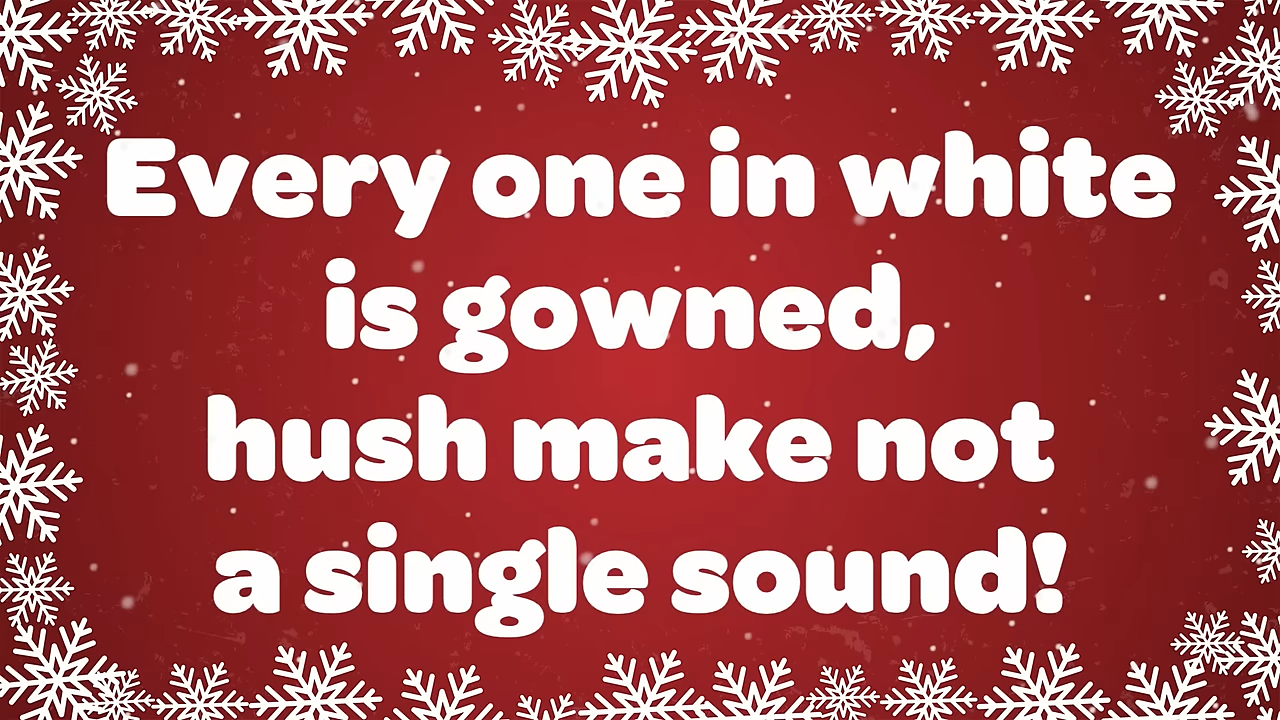 Every one in white
is gowned,
hush make not
a single sound!